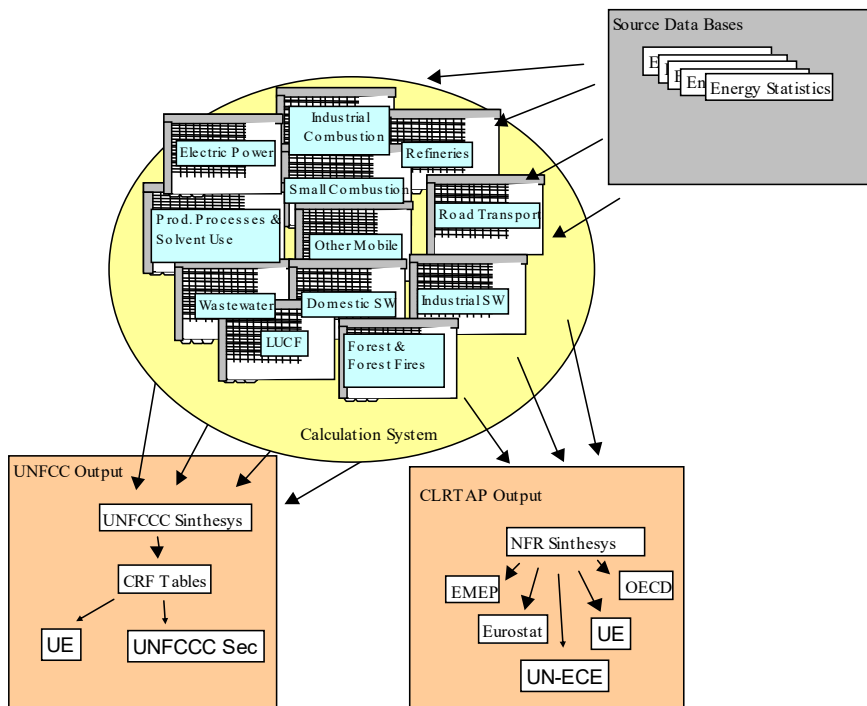 Source Data Bases
Energy Statistics
Industrial
Combustion
Electric Power
Refineries
Small Combustion
Prod. Processes &
Solvent Use
Road Transport
Other Mobile
Wastewater
Domestic SW
Industrial SW
LUCF
Forest &
Forest Fires
Calculation System
UNFCC Output
UNFCCC Sinthesys
CRF Tables
UE
UNFCCC Sec
CLRTAP Output
NFR Sinthesys
EMEP
OECD
Eurostat
UE
UN-ECE